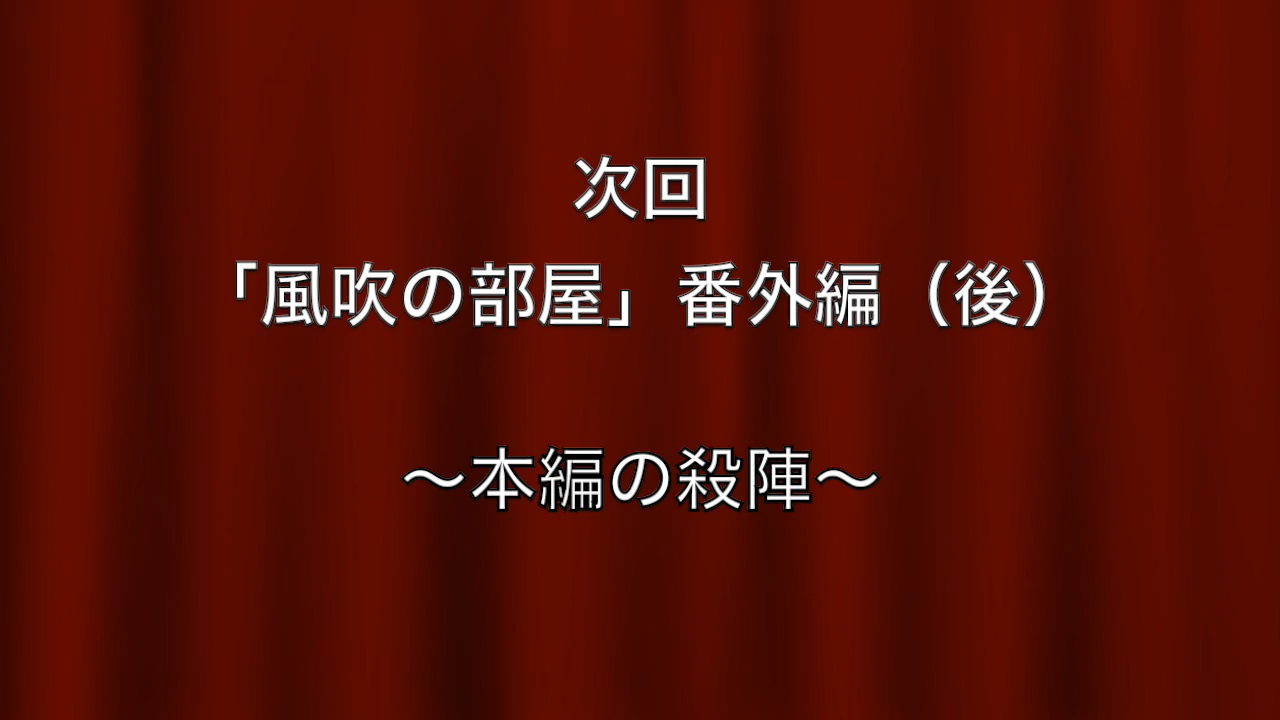 次回
「風吹の部屋」番外編（後）
～本編の殺陣～